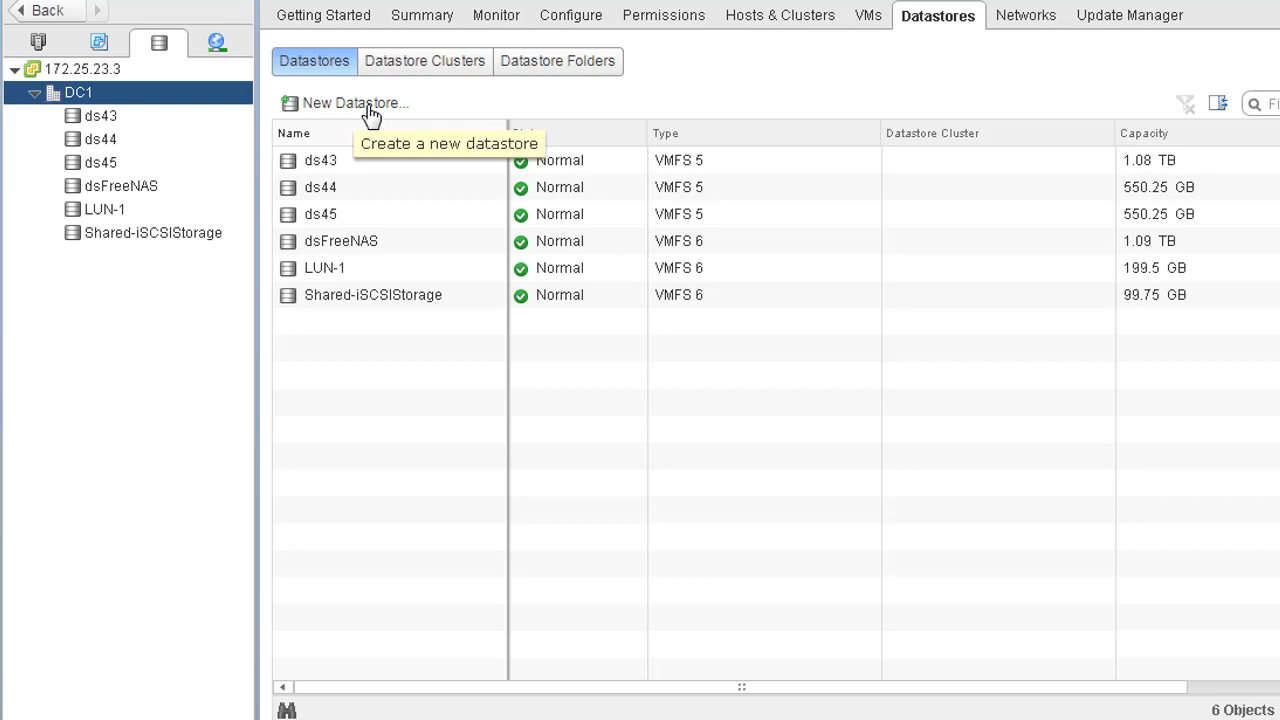 Back
Getting Started Summary Monitor Configure Permissions Hosts & Clusters VMs Datastores Networks Update Manager
172.25.23.3
DC1
ds43
ds44
ds45
dsFreeNAS
LUN-1
Shared-iSCSIStorage
Datastores Datastore Clusters Datastore Folders
New Datastore...
Create a new datastore
Name Type Datastore Cluster Capacity
ds43 Normal VMFS 5 1.08 TB
ds44 Normal VMFS 5 550.25 GB
ds45 Normal VMFS 5 550.25 GB
dsFreeNAS Normal VMFS 6 1.09 TB
LUN-1 Normal VMFS 6 199.5 GB
Shared-iSCSIStorage Normal VMFS 6 99.75 GB
6 Objects